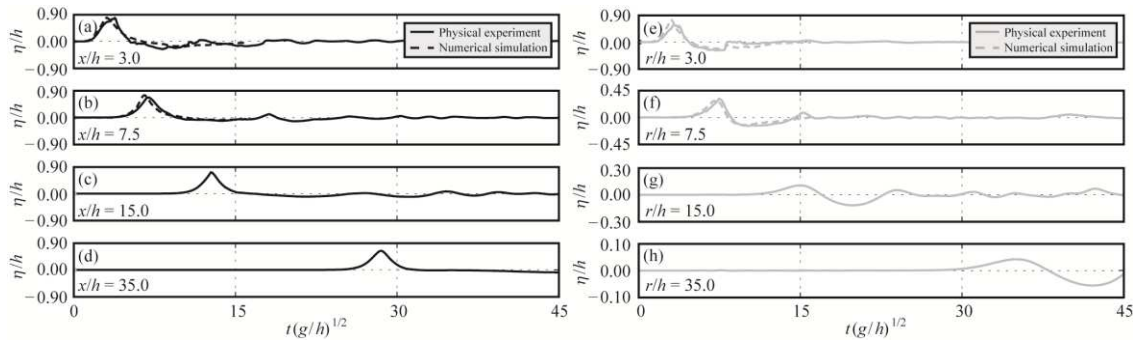 η/h
0.90
0.00
−0.90
(a)
x/h = 3.0
Physical experiment
Numerical simulation
η/h
0.90
0.00
−0.90
(b)
x/h = 7.5
η/h
0.90
0.00
−0.90
(c)
x/h = 15.0
η/h
0.90
0.00
−0.90
(d)
x/h = 35.0
0 15 30 45
t(g/h)^1/2
η/h
0.90
0.00
−0.90
(e)
r/h = 3.0
Physical experiment
Numerical simulation
η/h
0.45
0.00
−0.45
(f)
r/h = 7.5
η/h
0.30
0.00
−0.30
(g)
r/h = 15.0
η/h
0.10
0.00
−0.10
(h)
r/h = 35.0
0 15 30 45
t(g/h)^1/2